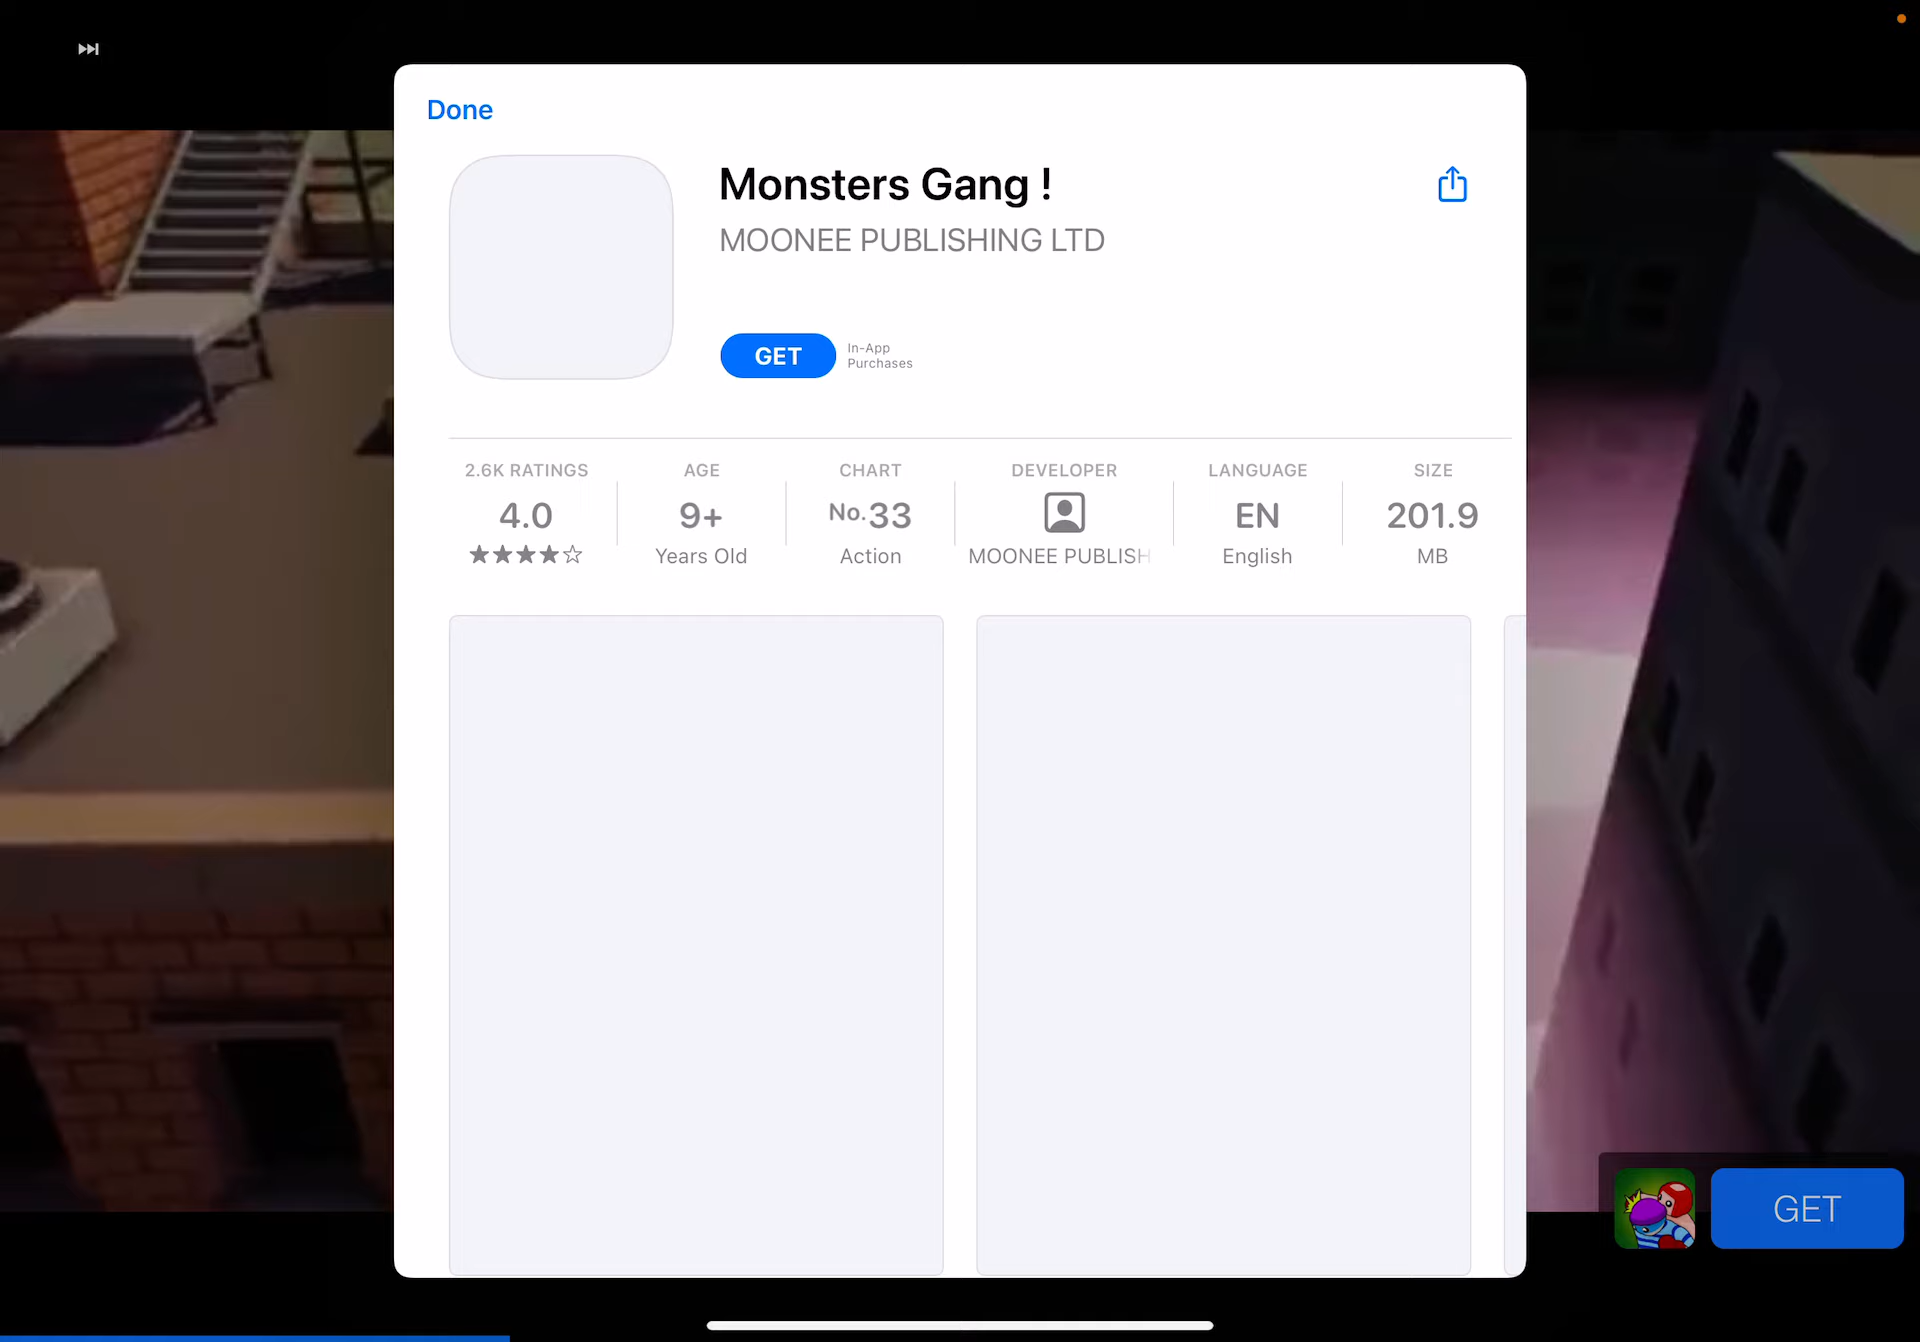 Done
Monsters Gang !
MOONEE PUBLISHING LTD
GET
In-App
Purchases
2.6K RATINGS
4.0
AGE
9+
Years Old
CHART
No.33
Action
DEVELOPER
MOONEE PUBLISH
LANGUAGE
EN
English
SIZE
201.9
MB
GET